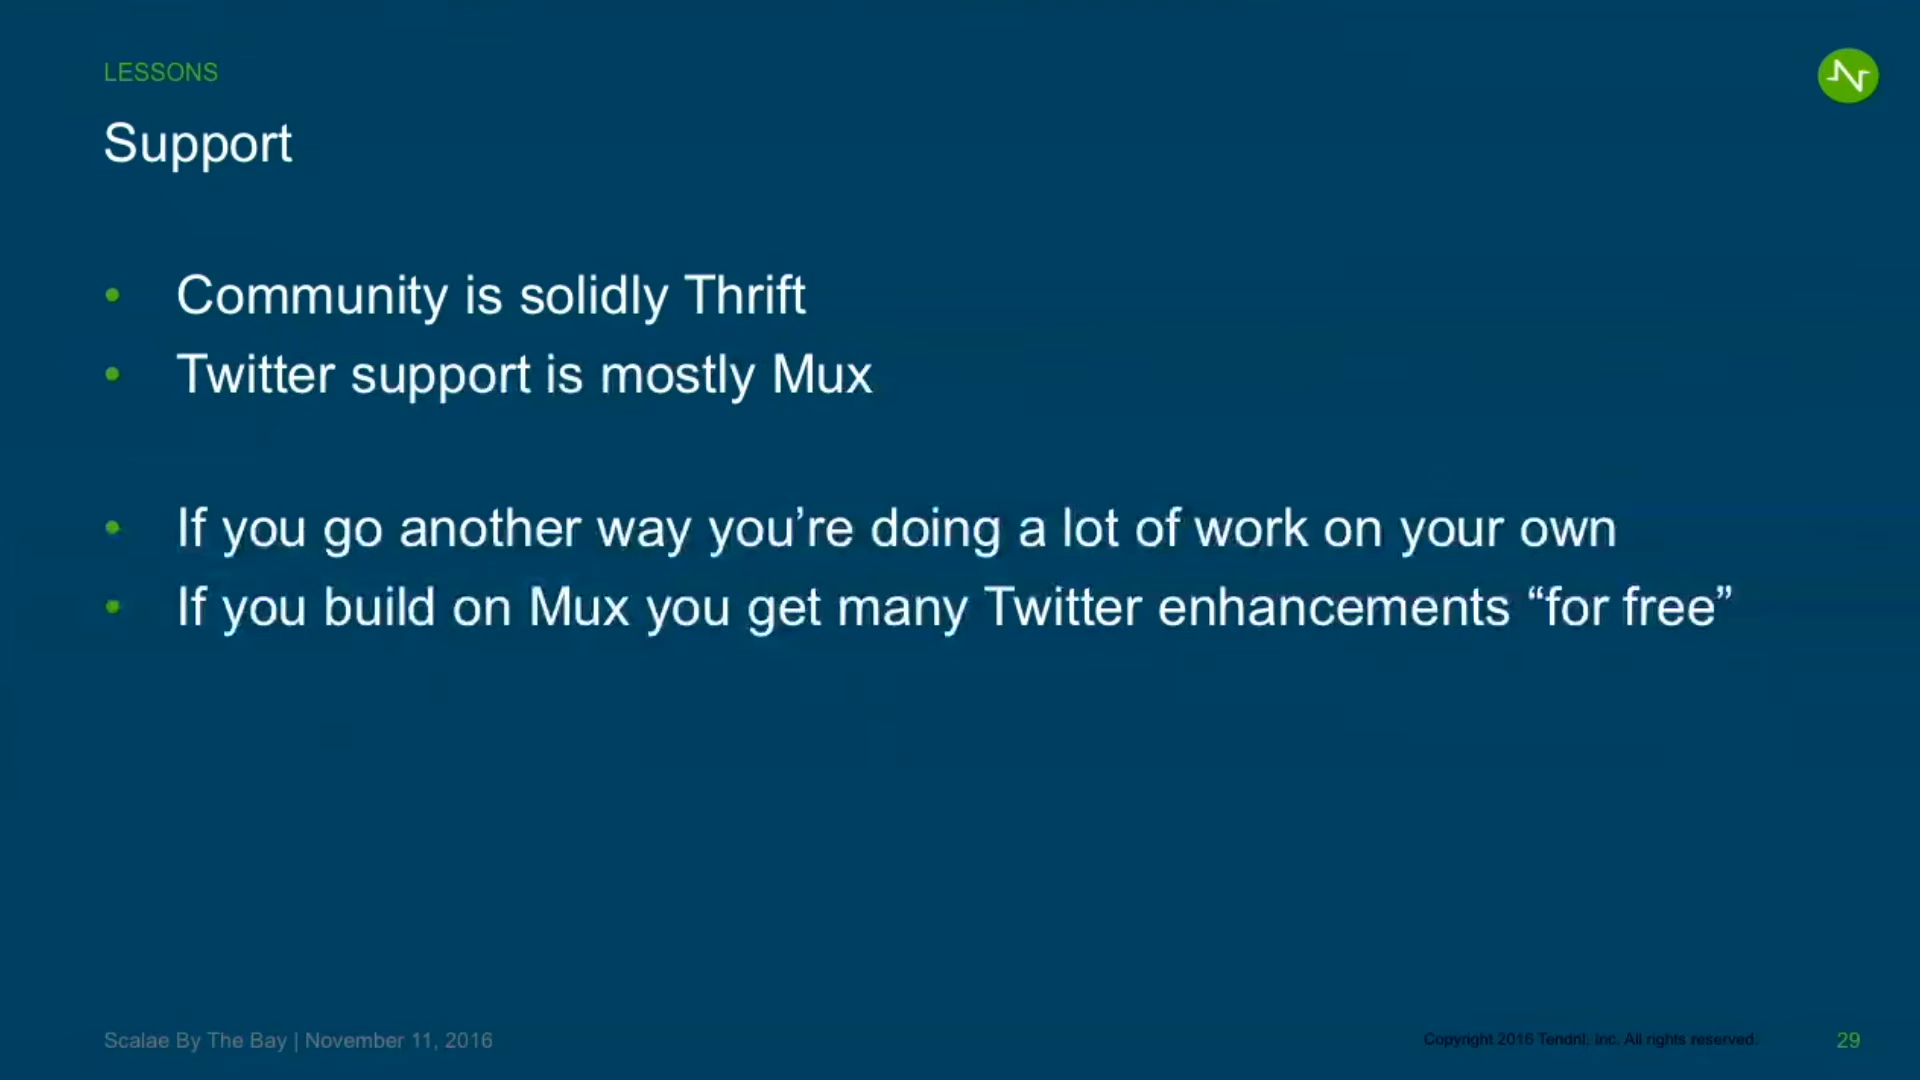 LESSONS
Support
• Community is solidly Thrift
• Twitter support is mostly Mux
• If you go another way you’re doing a lot of work on your own
• If you build on Mux you get many Twitter enhancements “for free”
Scalae By The Bay | November 11, 2016
Copyright 2016 Tendril, Inc. All rights reserved.
29